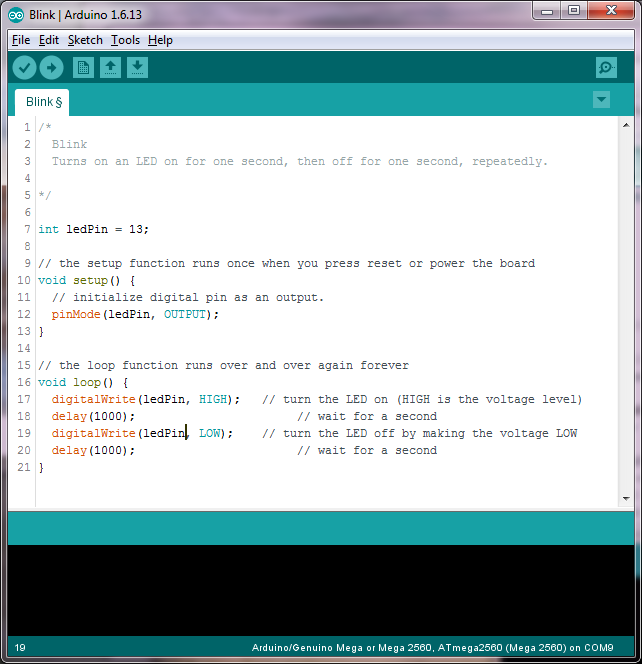 Blink | Arduino 1.6.13
File Edit Sketch Tools Help
Blink §
1 /*
2   Blink
3   Turns on an LED on for one second, then off for one second, repeatedly.
4
5 */
6
7 int ledPin = 13;
8
9 // the setup function runs once when you press reset or power the board
10 void setup() {
11   // initialize digital pin as an output.
12   pinMode(ledPin, OUTPUT);
13 }
14
15 // the loop function runs over and over again forever
16 void loop() {
17   digitalWrite(ledPin, HIGH);   // turn the LED on (HIGH is the voltage level)
18   delay(1000);                       // wait for a second
19   digitalWrite(ledPin, LOW);    // turn the LED off by making the voltage LOW
20   delay(1000);                       // wait for a second
21 }
19 Arduino/Genuino Mega or Mega 2560, ATmega2560 (Mega 2560) on COM9